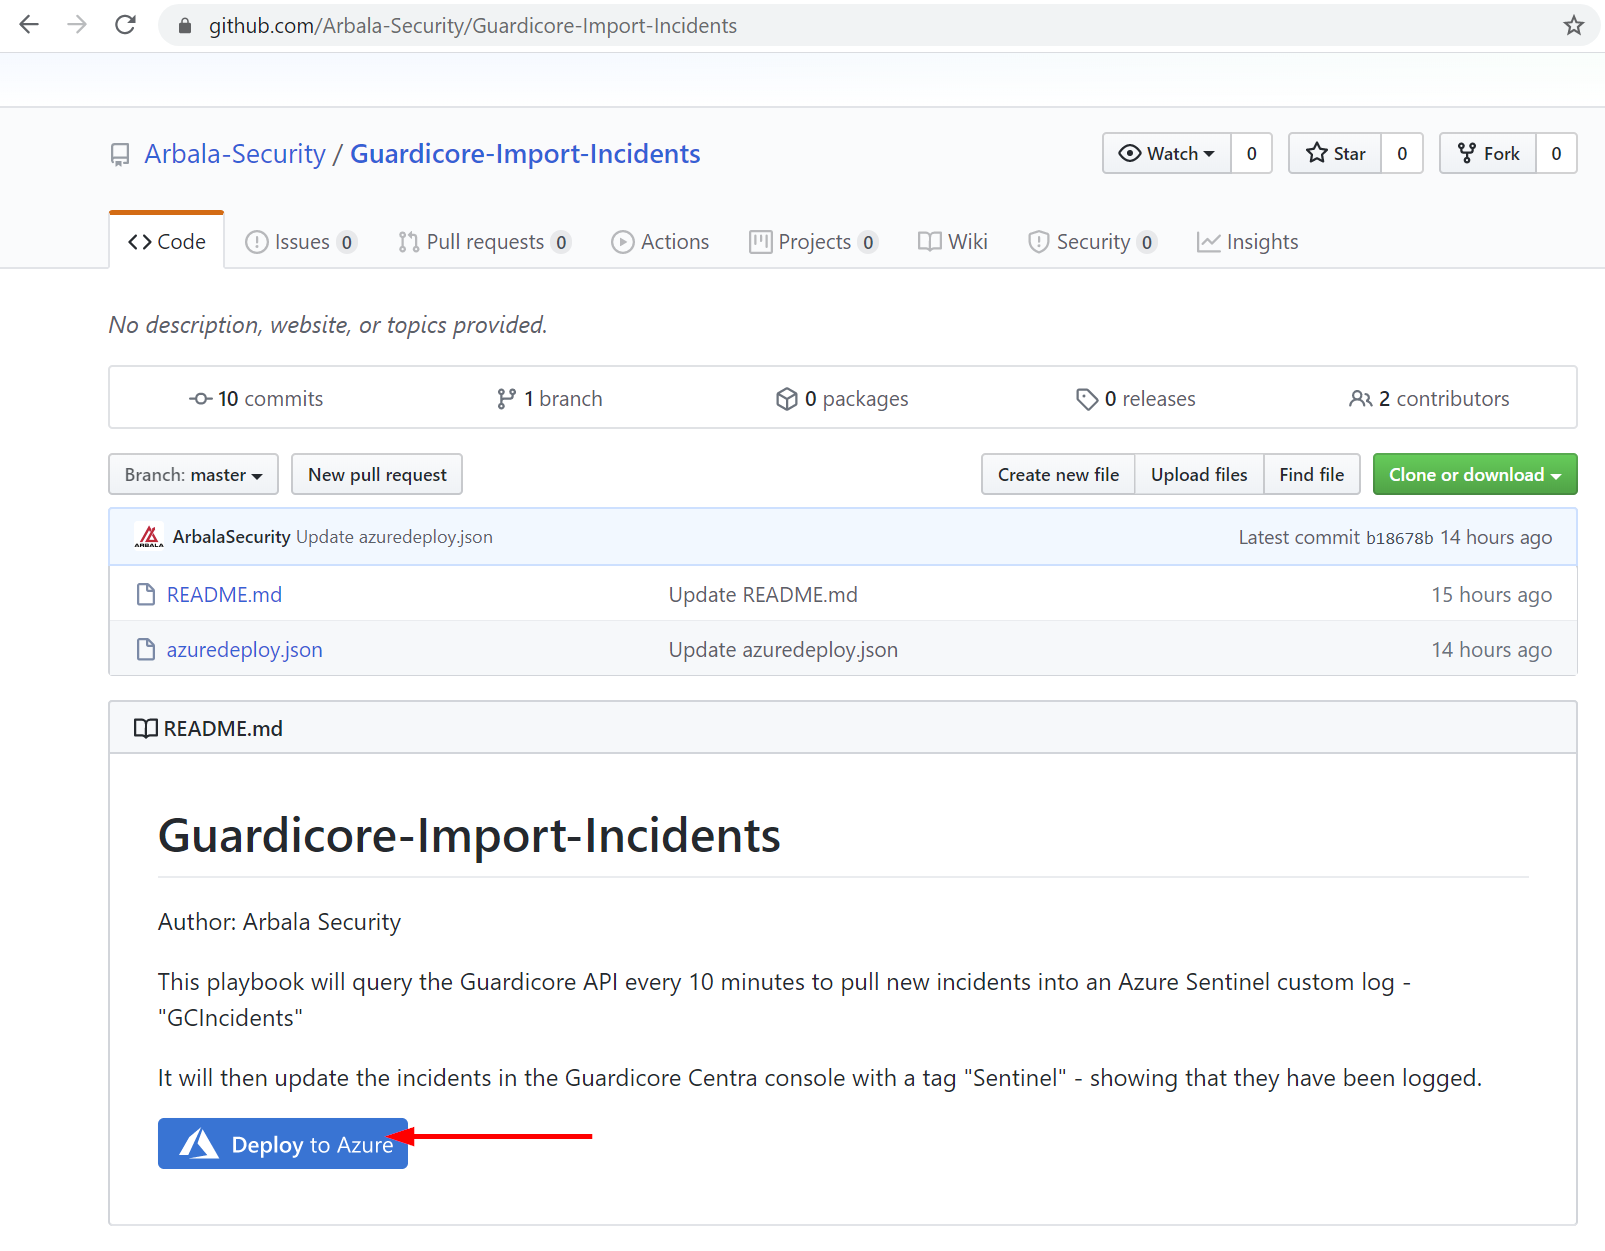 github.com/Arbala-Security/Guardicore-Import-Incidents
Arbala-Security / Guardicore-Import-Incidents
Watch 0 Star 0 Fork 0
Code Issues 0 Pull requests 0 Actions Projects 0 Wiki Security 0 Insights
No description, website, or topics provided.
10 commits 1 branch 0 packages 0 releases 2 contributors
Branch: master New pull request Create new file Upload files Find file Clone or download
ARBALA ArbalaSecurity Update azuredeploy.json Latest commit b18678b 14 hours ago
README.md Update README.md 15 hours ago
azuredeploy.json Update azuredeploy.json 14 hours ago
README.md
Guardicore-Import-Incidents
Author: Arbala Security
This playbook will query the Guardicore API every 10 minutes to pull new incidents into an Azure Sentinel custom log -
"GCIncidents"
It will then update the incidents in the Guardicore Centra console with a tag "Sentinel" - showing that they have been logged.
Deploy to Azure